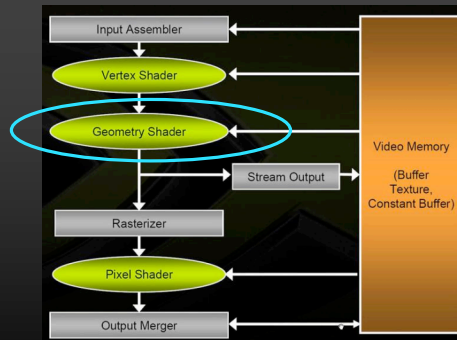 Input Assembler
Vertex Shader
Geometry Shader
Stream Output
Rasterizer
Pixel Shader
Output Merger
Video Memory
(Buffer
Texture,
Constant Buffer)